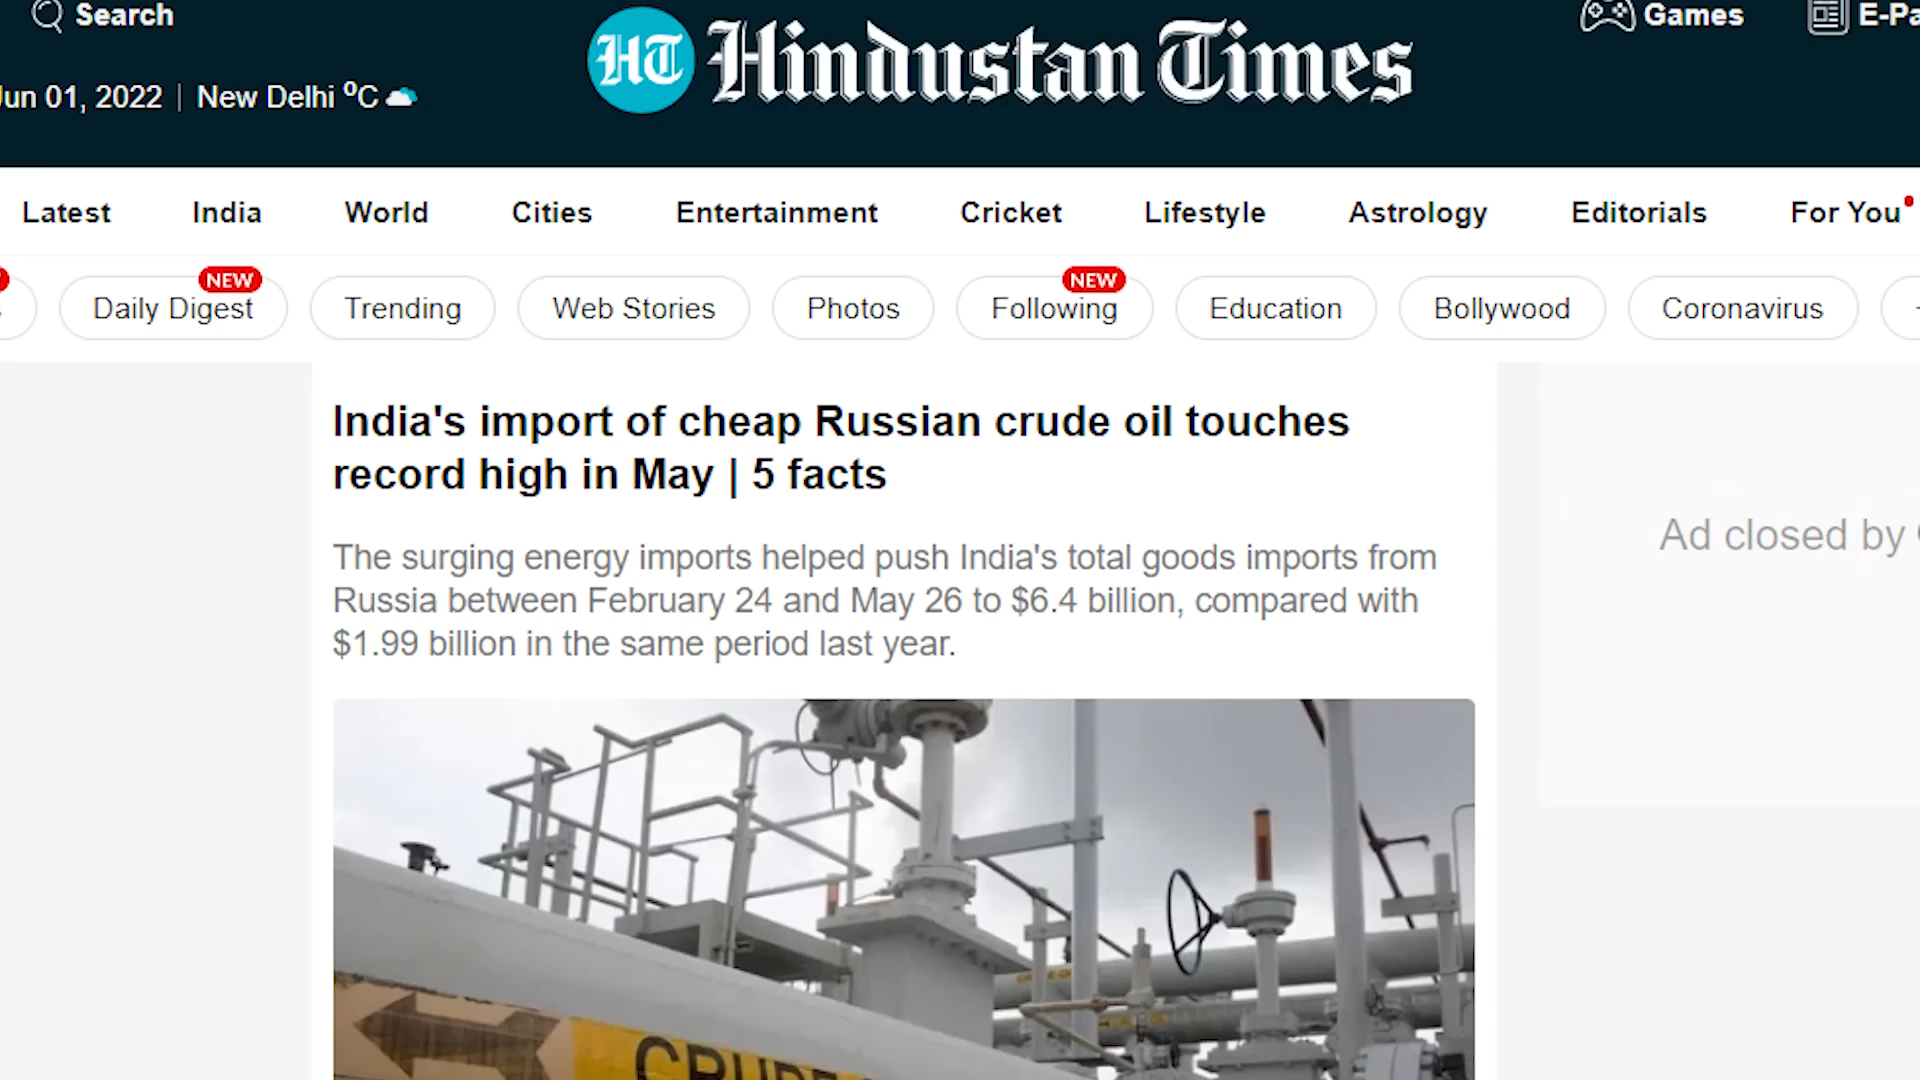 Search
Games
HT Hindustan Times
Jun 01, 2022 | New Delhi °C
Latest India World Cities Entertainment Cricket Lifestyle Astrology Editorials For You
NEW NEW
Daily Digest Trending Web Stories Photos Following Education Bollywood Coronavirus
India's import of cheap Russian crude oil touches
record high in May | 5 facts
The surging energy imports helped push India's total goods imports from
Russia between February 24 and May 26 to $6.4 billion, compared with
$1.99 billion in the same period last year.
Ad closed by
CRUDE